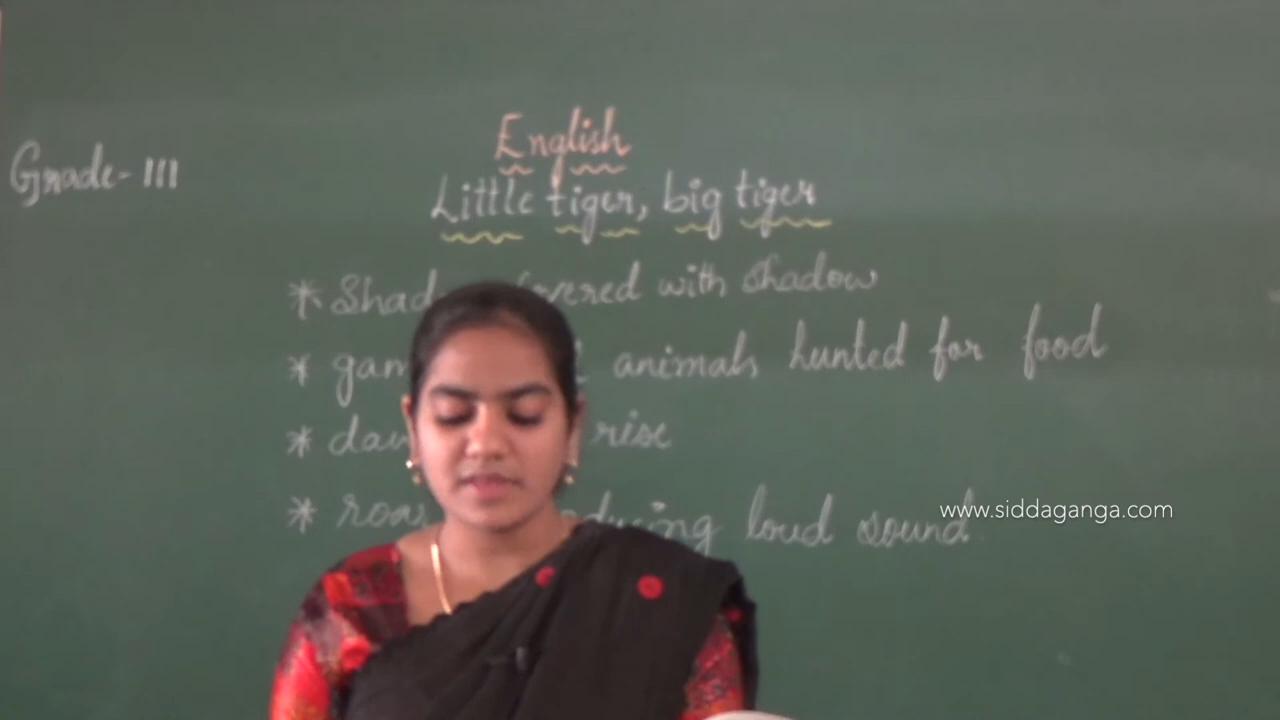 English
Grade-III
Little tiger, big tiger
* with shadow
* animals hunted for food
* rise
* loud sound
www.siddaganga.com